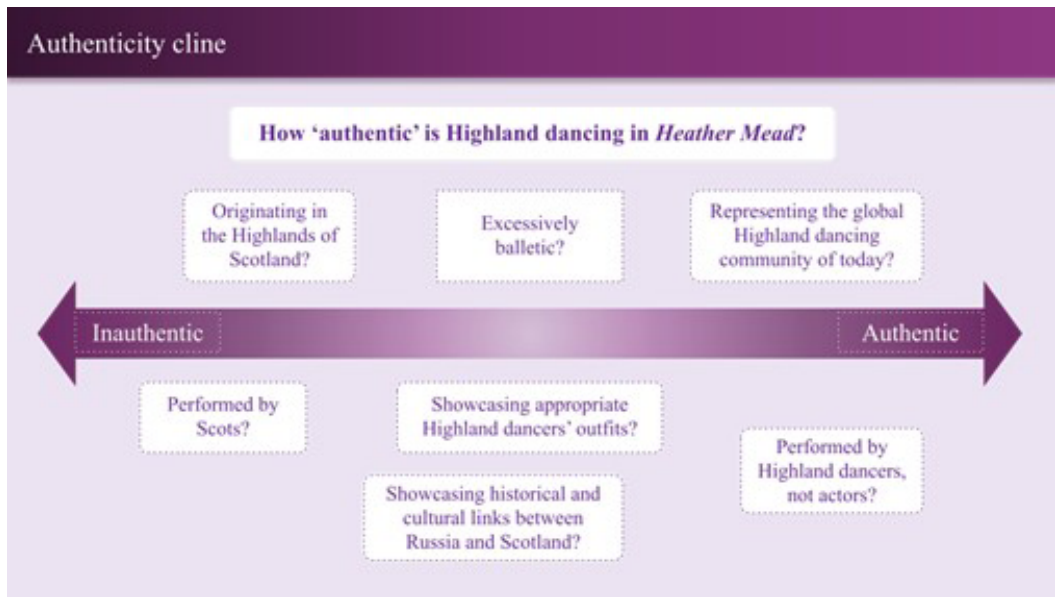 Authenticity cline
How ‘authentic’ is Highland dancing in Heather Mead?
Originating in
the Highlands of
Scotland?
Excessively
balletic?
Representing the global
Highland dancing
community of today?
Inauthentic
Authentic
Performed by
Scots?
Showcasing appropriate
Highland dancers’ outfits?
Performed by
Highland dancers,
not actors?
Showcasing historical and
cultural links between
Russia and Scotland?